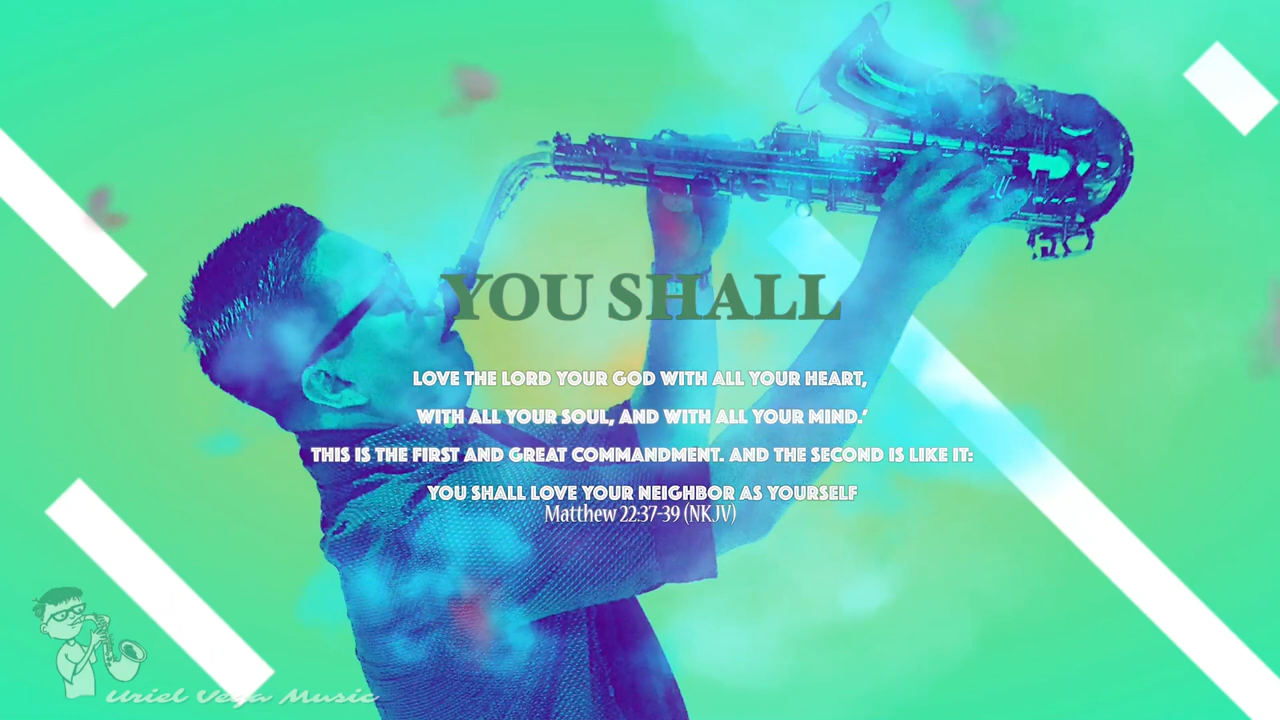 YOU SHALL
LOVE THE LORD YOUR GOD WITH ALL YOUR HEART,
WITH ALL YOUR SOUL, AND WITH ALL YOUR MIND.’
THIS IS THE FIRST AND GREAT COMMANDMENT. AND THE SECOND IS LIKE IT:
YOU SHALL LOVE YOUR NEIGHBOR AS YOURSELF
Matthew 22:37-39 (NKJV)
Uriel Vega Music